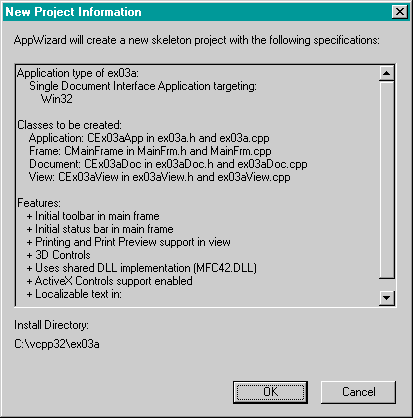 New Project Information
AppWizard will create a new skeleton project with the following specifications:
Application type of ex03a:
Single Document Interface Application targeting:
Win32
Classes to be created:
Application: CEx03aApp in ex03a.h and ex03a.cpp
Frame: CMainFrame in MainFrm.h and MainFrm.cpp
Document: CEx03aDoc in ex03aDoc.h and ex03aDoc.cpp
View: CEx03aView in ex03aView.h and ex03aView.cpp
Features:
+ Initial toolbar in main frame
+ Initial status bar in main frame
+ Printing and Print Preview support in view
+ 3D Controls
+ Uses shared DLL implementation (MFC42.DLL)
+ ActiveX Controls support enabled
+ Localizable text in:
Install Directory:
C:\vcpp32\ex03a
OK Cancel